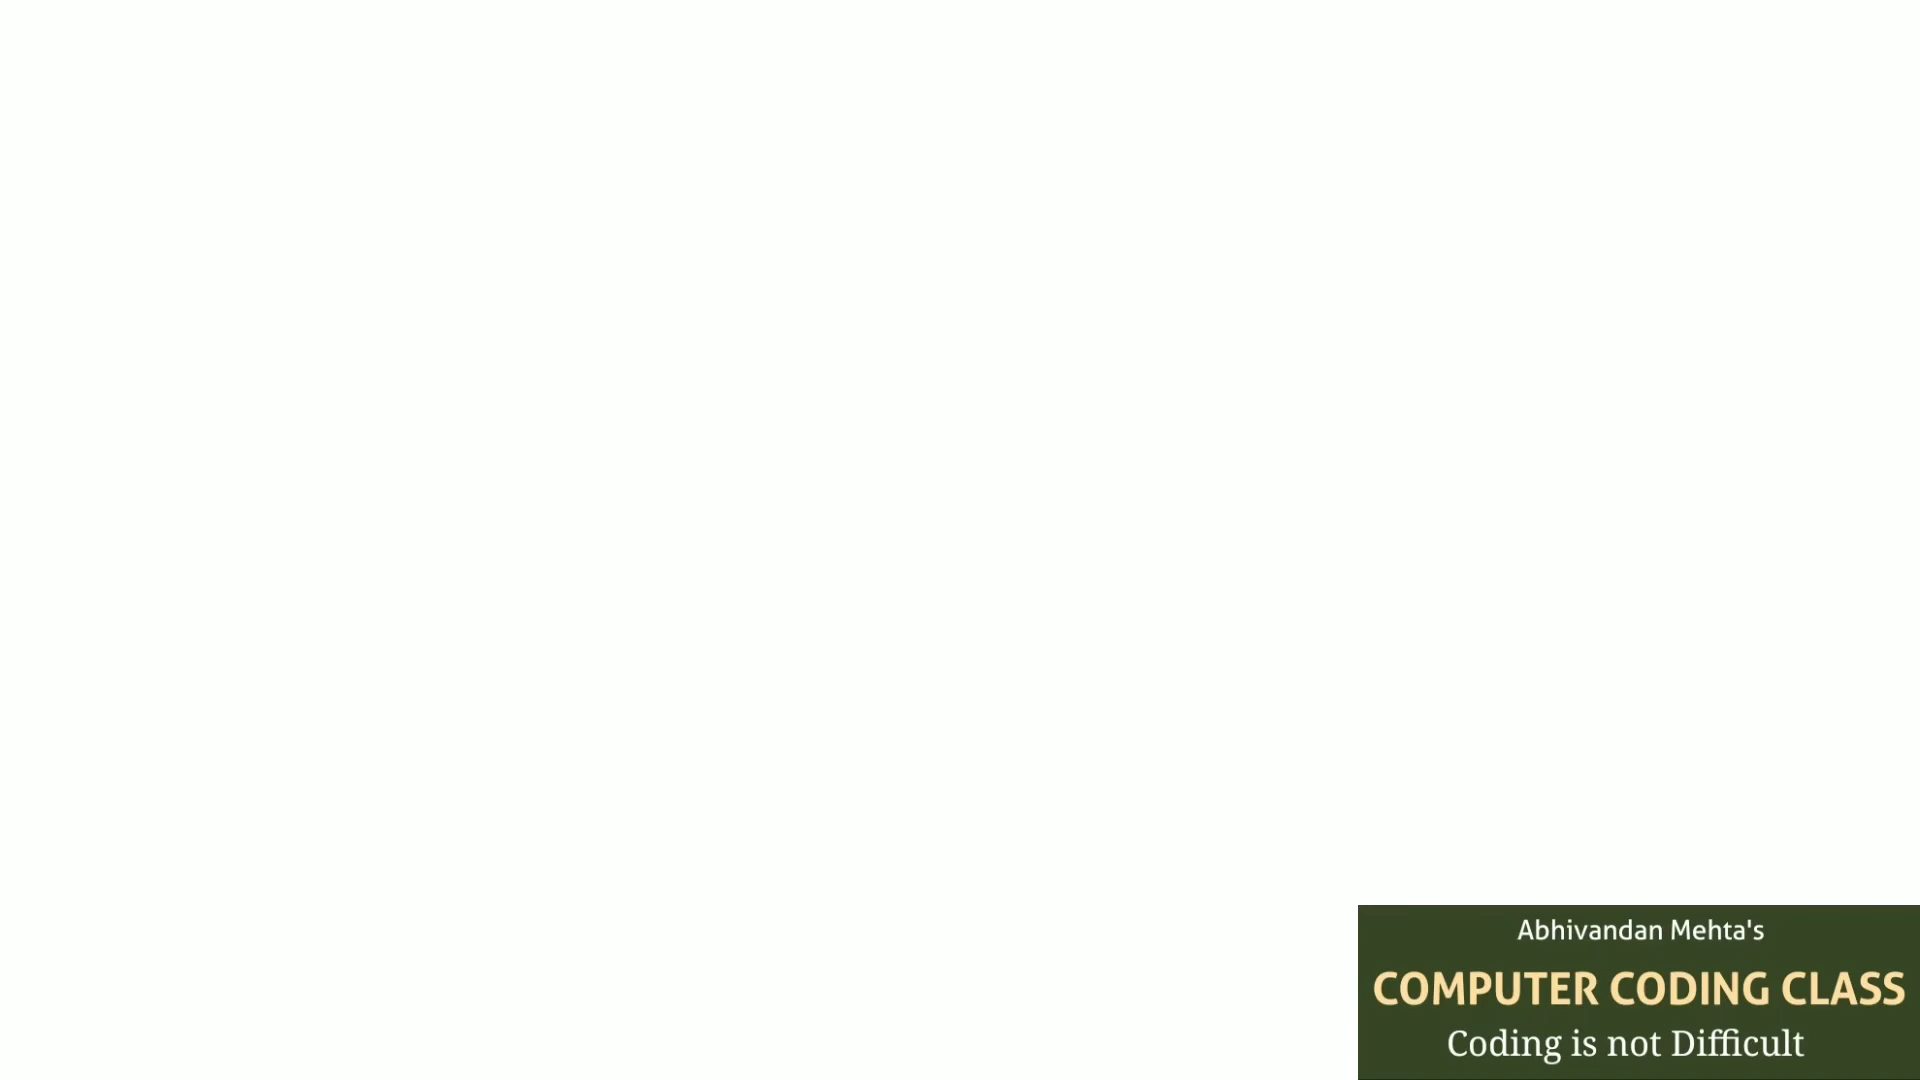 Abhivandan Mehta's
COMPUTER CODING CLASS
Coding is not Difficult